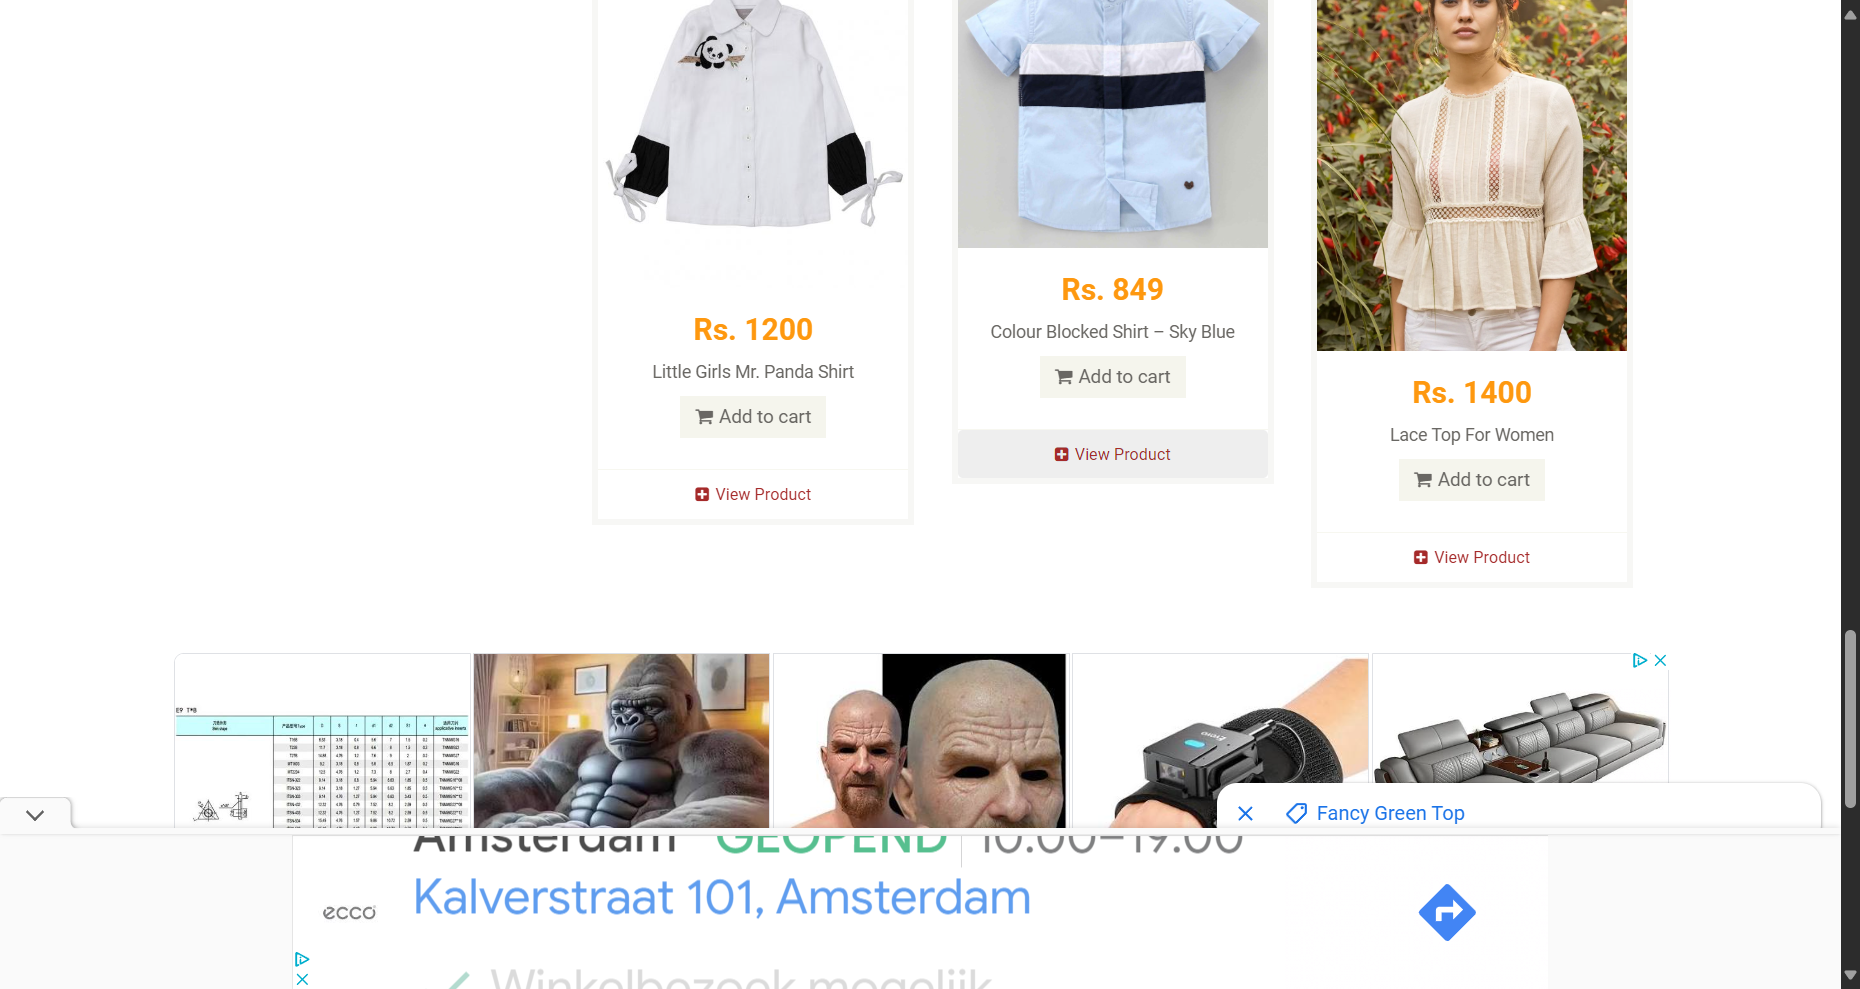 Rs. 1200
Little Girls Mr. Panda Shirt
Add to cart
View Product
Rs. 849
Colour Blocked Shirt – Sky Blue
Add to cart
View Product
Rs. 1400
Lace Top For Women
Add to cart
View Product
Fancy Green Top
Amsterdam GEOPEND 10:00–19:00
Kalverstraat 101, Amsterdam
ecco
Winkelbezoek mogelijk